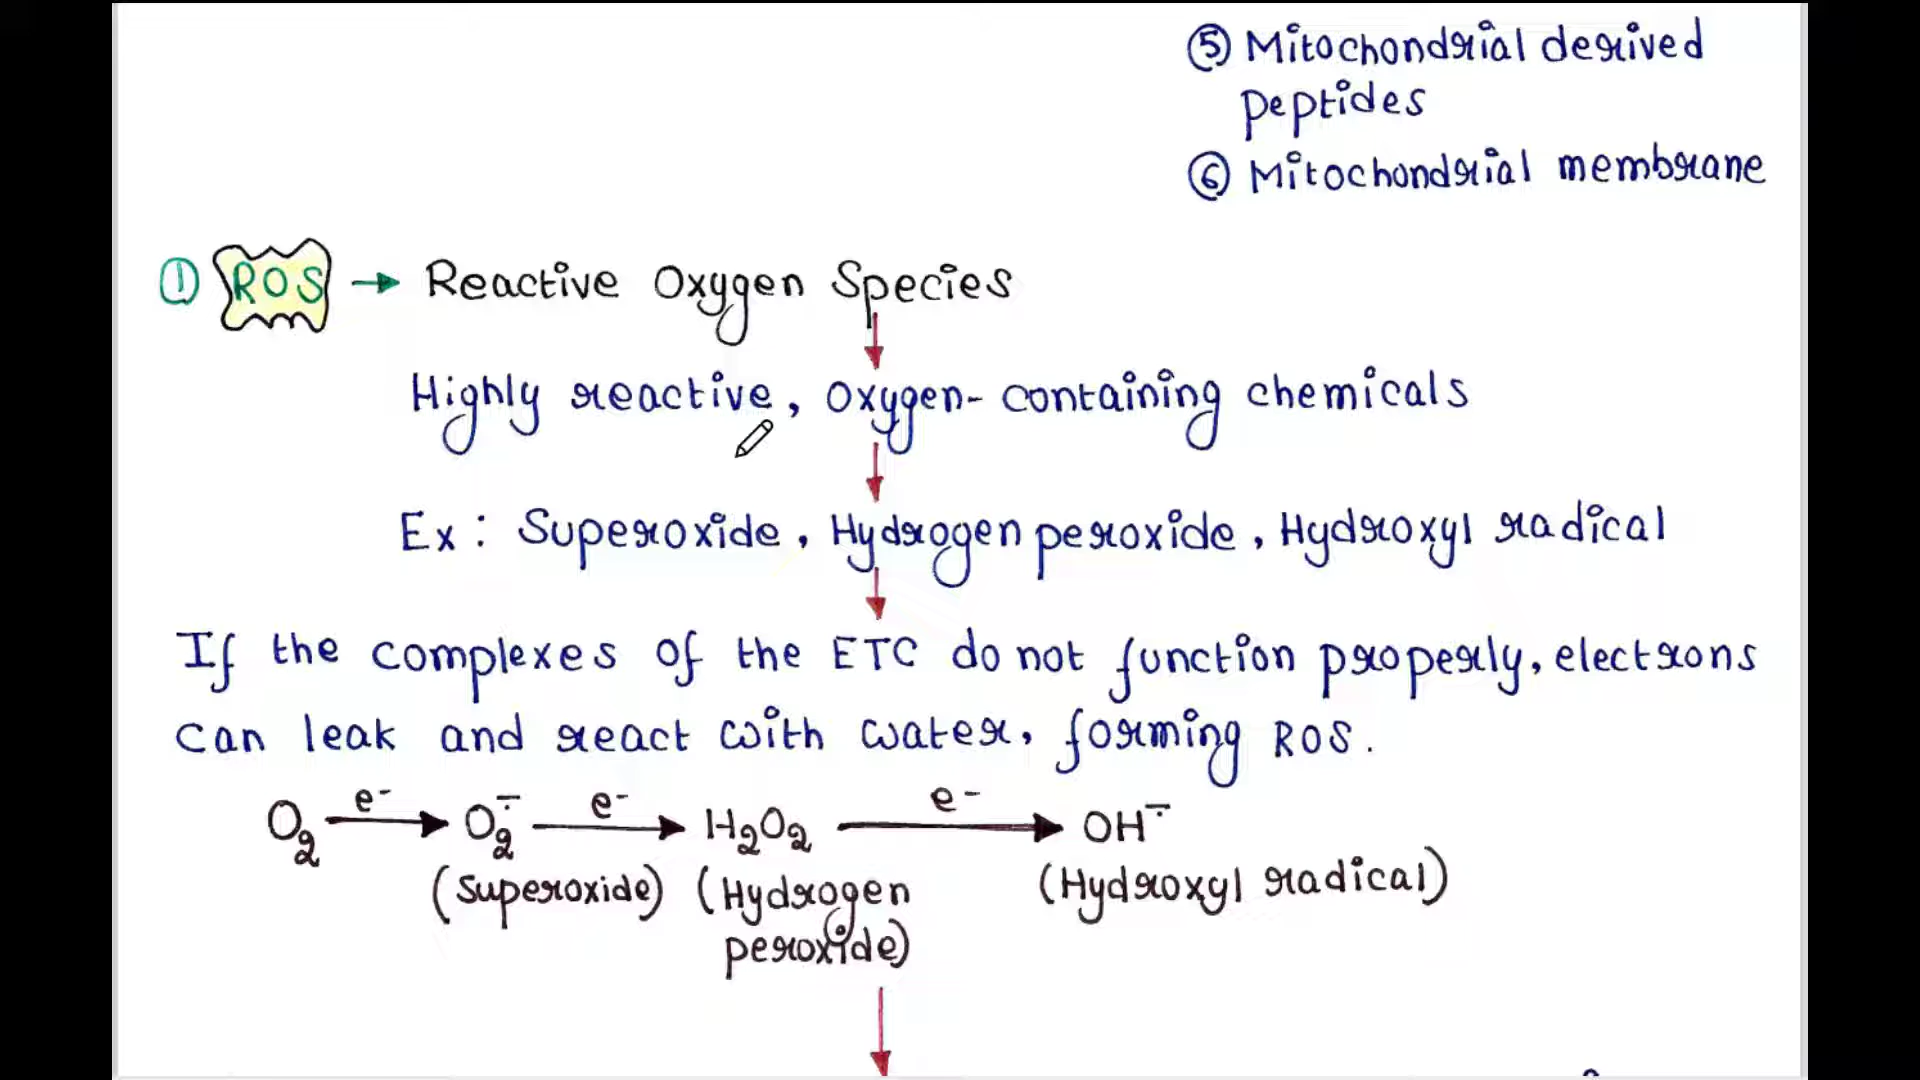 ⑤ Mitochondrial derived
peptides
⑥ Mitochondrial membrane
① ROS → Reactive Oxygen Species
Highly reactive, Oxygen-containing chemicals
Ex: Superoxide, Hydrogen peroxide, Hydroxyl radical
If the complexes of the ETC do not function properly, electrons
can leak and react with water, forming ROS.
O₂ —e⁻→ O₂∸ —e⁻→ H₂O₂ —e⁻→ OH∸
(Superoxide) (Hydrogen peroxide) (Hydroxyl radical)